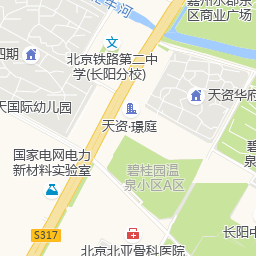 牛河
嘉州水郡东
区商业广场
四期
北京铁路第二中
学(长阳分校)
天国际幼儿园
天资华府
天资·璟庭
国家电网电力
新材料实验室
碧桂园温
泉小区A区
S317
长阳中
北京北亚骨科医院